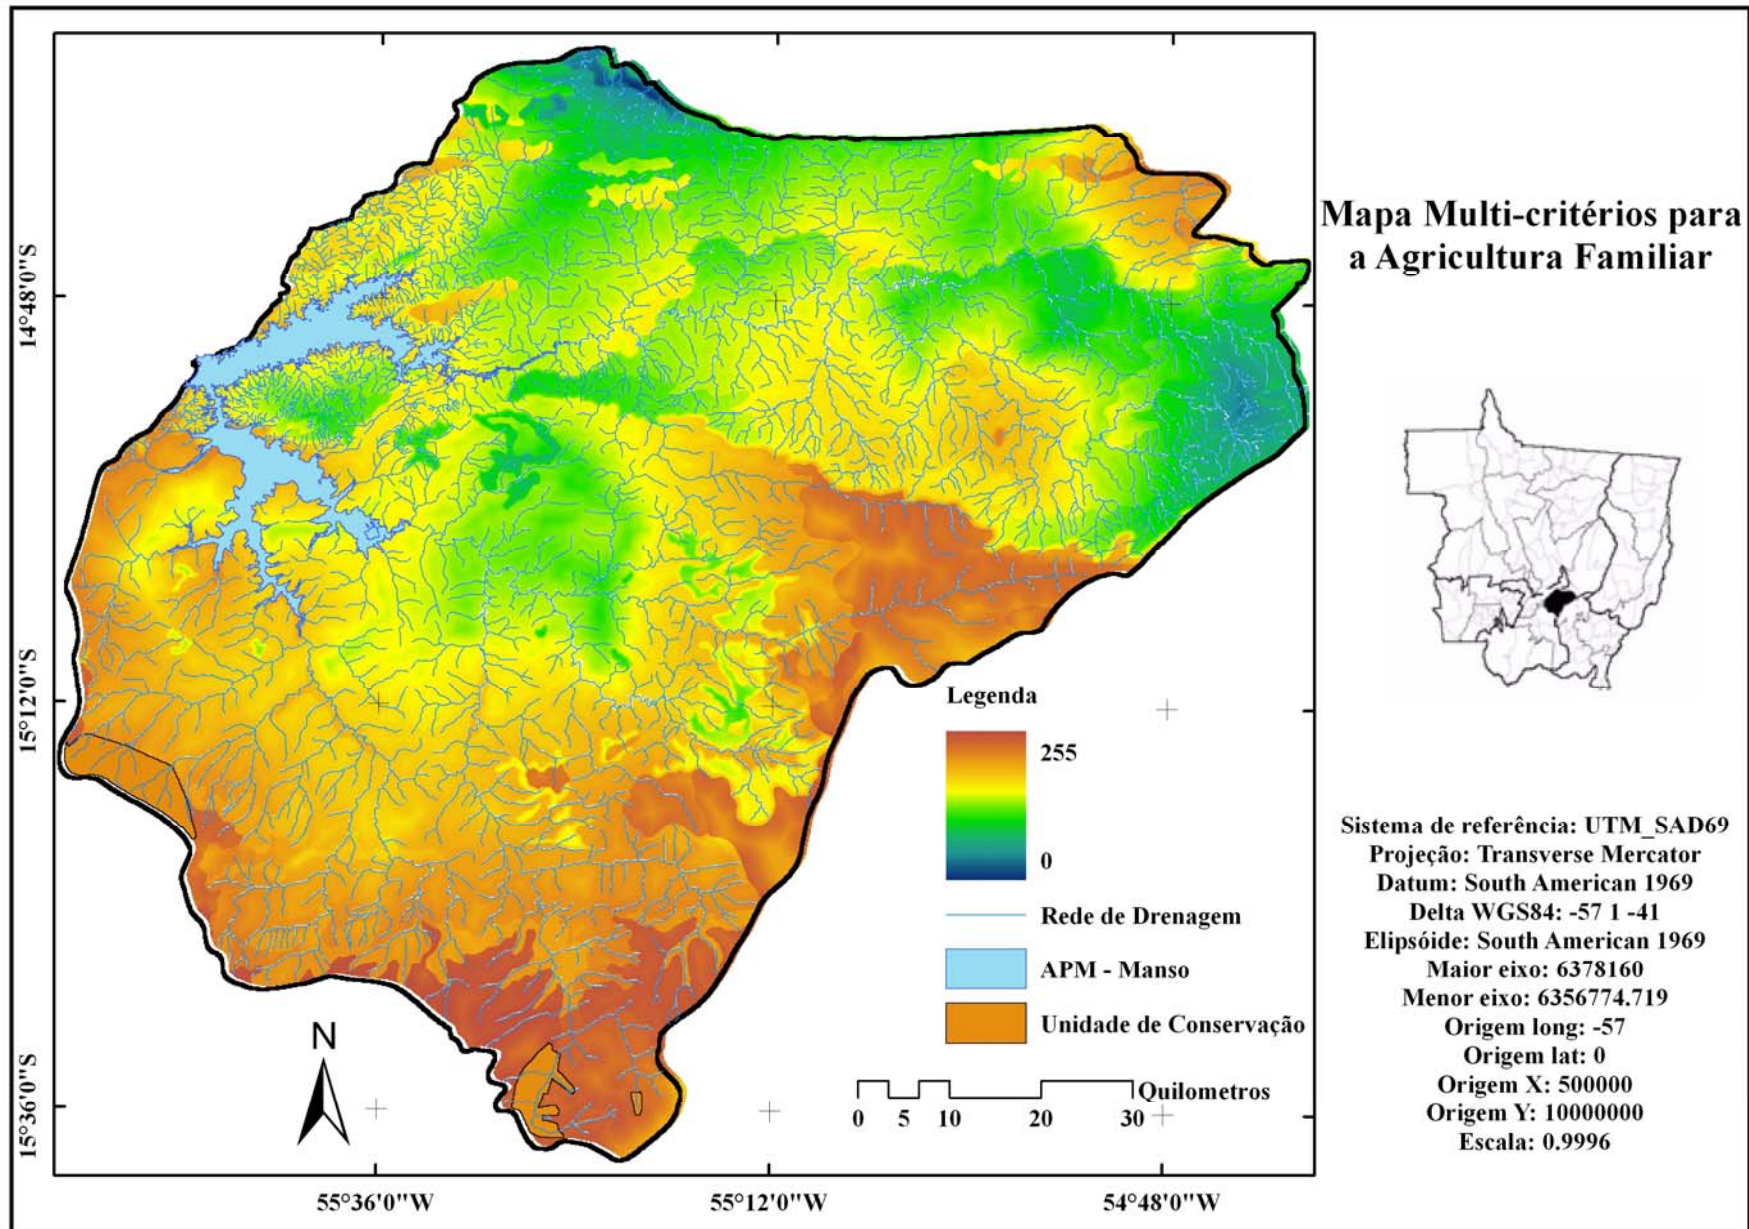 Mapa Multi-critérios para
a Agricultura Familiar
14°48'0"S
15°12'0"S
15°36'0"S
55°36'0"W
55°12'0"W
54°48'0"W
N
Legenda
255
0
Rede de Drenagem
APM - Manso
Unidade de Conservação
Quilometros
0 5 10 20 30
Sistema de referência: UTM_SAD69
Projeção: Transverse Mercator
Datum: South American 1969
Delta WGS84: -57 1 -41
Elipsóide: South American 1969
Maior eixo: 6378160
Menor eixo: 6356774.719
Origem long: -57
Origem lat: 0
Origem X: 500000
Origem Y: 10000000
Escala: 0.9996